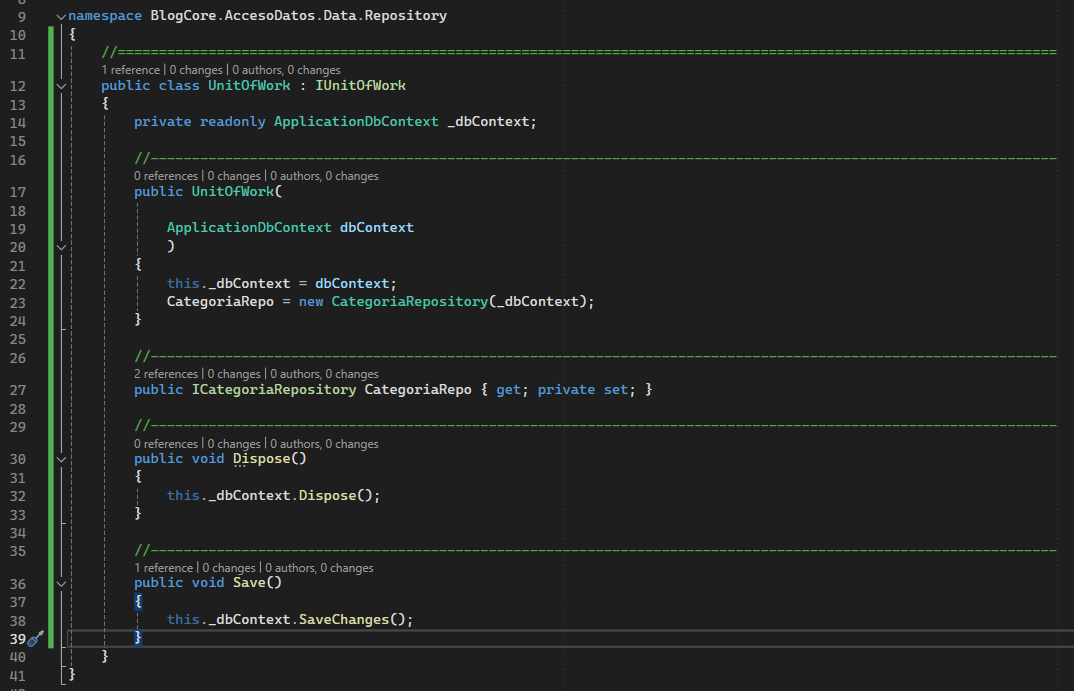 9 namespace BlogCore.AccesoDatos.Data.Repository
10 {
11 //==================================================================================================================
1 reference | 0 changes | 0 authors, 0 changes
12 public class UnitOfWork : IUnitOfWork
13 {
14 private readonly ApplicationDbContext _dbContext;
15
16 //--------------------------------------------------------------------------------------------------------------
0 references | 0 changes | 0 authors, 0 changes
17 public UnitOfWork(
18
19 ApplicationDbContext dbContext
20 )
21 {
22 this._dbContext = dbContext;
23 CategoriaRepo = new CategoriaRepository(_dbContext);
24 }
25
26 //--------------------------------------------------------------------------------------------------------------
2 references | 0 changes | 0 authors, 0 changes
27 public ICategoriaRepository CategoriaRepo { get; private set; }
28
29 //--------------------------------------------------------------------------------------------------------------
0 references | 0 changes | 0 authors, 0 changes
30 public void Dispose()
31 {
32 this._dbContext.Dispose();
33 }
34
35 //--------------------------------------------------------------------------------------------------------------
1 reference | 0 changes | 0 authors, 0 changes
36 public void Save()
37 {
38 this._dbContext.SaveChanges();
39 }
40 }
41 }